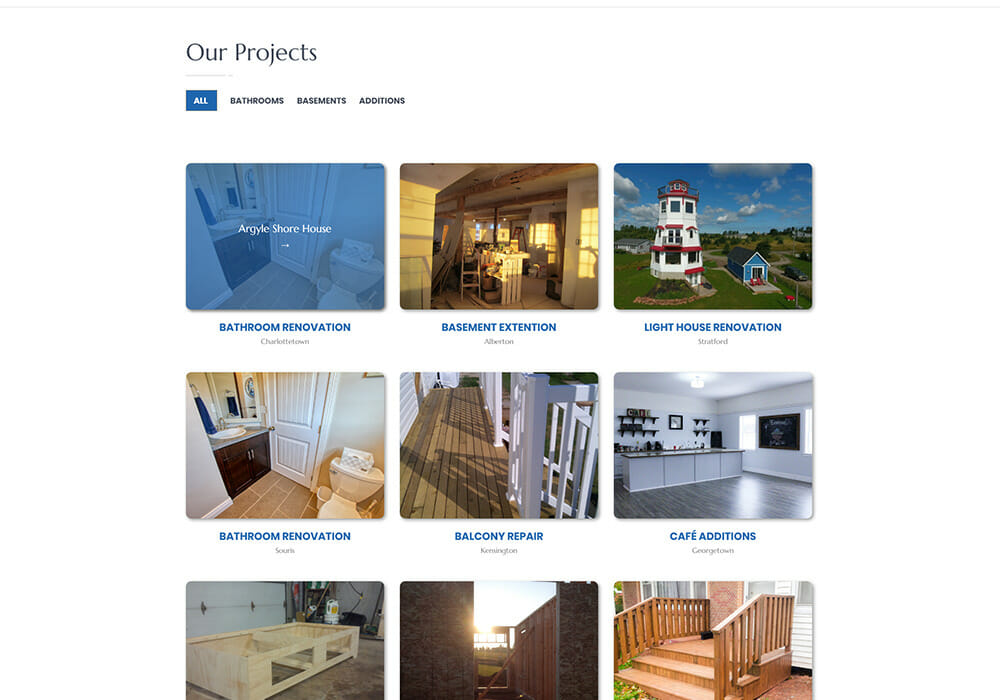 Our Projects
ALL BATHROOMS BASEMENTS ADDITIONS
Argyle Shore House
→
BATHROOM RENOVATION BASEMENT EXTENTION LIGHT HOUSE RENOVATION
Charlottetown Alberton Stratford
BATHROOM RENOVATION BALCONY REPAIR CAFÉ ADDITIONS
Souris Kensington Georgetown